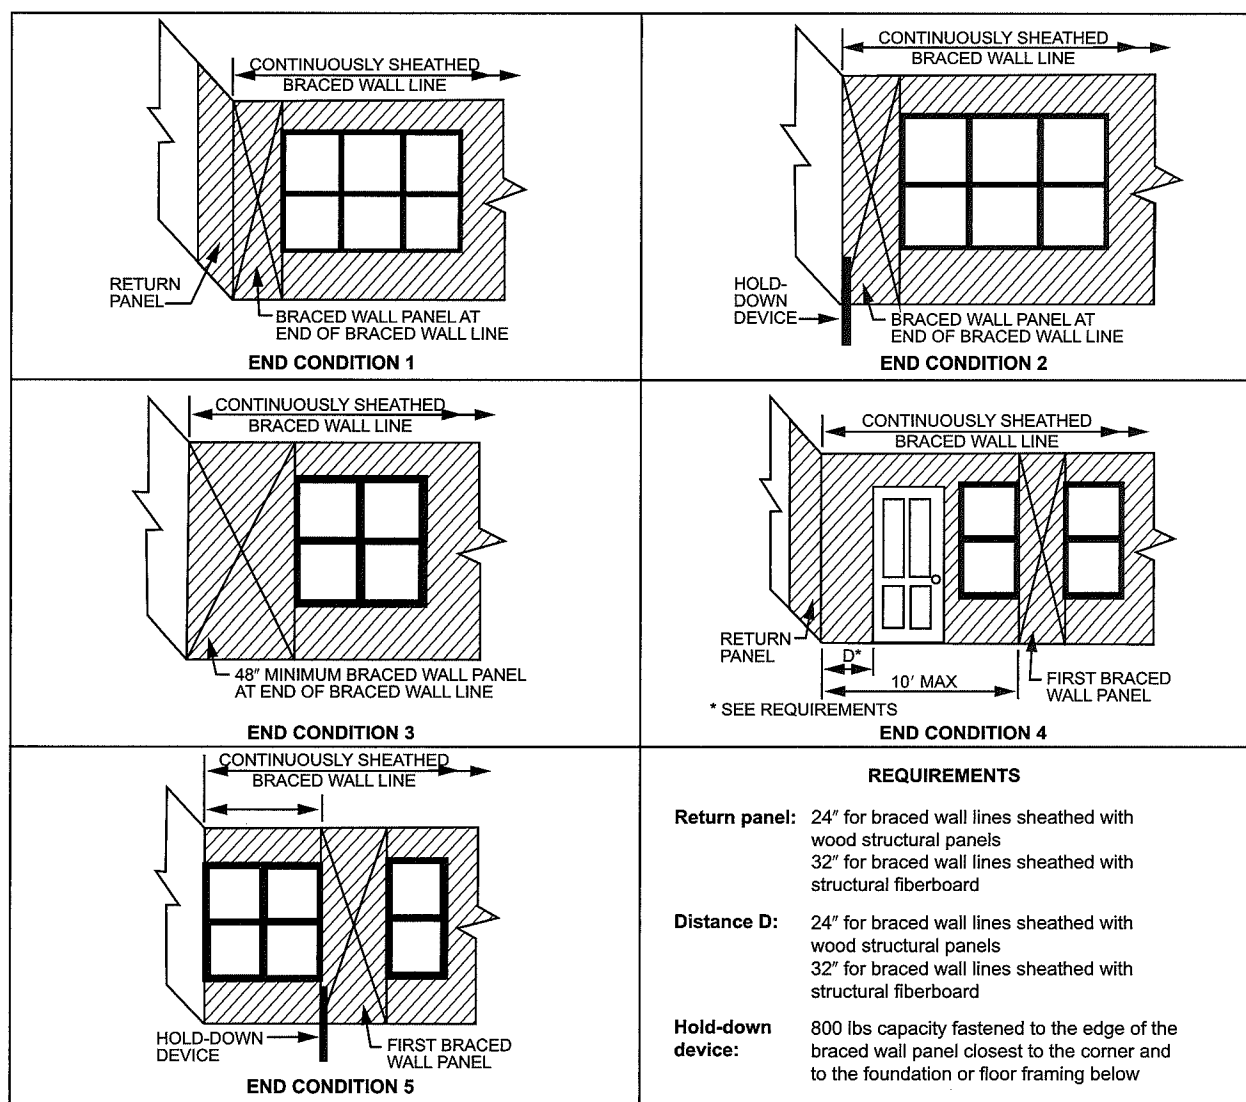 CONTINUOUSLY SHEATHED
BRACED WALL LINE
RETURN
PANEL
BRACED WALL PANEL AT
END OF BRACED WALL LINE
END CONDITION 1
CONTINUOUSLY SHEATHED
BRACED WALL LINE
HOLD-
DOWN
DEVICE
BRACED WALL PANEL AT
END OF BRACED WALL LINE
END CONDITION 2
CONTINUOUSLY SHEATHED
BRACED WALL LINE
48" MINIMUM BRACED WALL PANEL
AT END OF BRACED WALL LINE
END CONDITION 3
CONTINUOUSLY SHEATHED
BRACED WALL LINE
RETURN
PANEL
D*
10' MAX
FIRST BRACED
WALL PANEL
* SEE REQUIREMENTS
END CONDITION 4
CONTINUOUSLY SHEATHED
BRACED WALL LINE
HOLD-DOWN
DEVICE
FIRST BRACED
WALL PANEL
END CONDITION 5
REQUIREMENTS
Return panel: 24" for braced wall lines sheathed with
wood structural panels
32" for braced wall lines sheathed with
structural fiberboard
Distance D: 24" for braced wall lines sheathed with
wood structural panels
32" for braced wall lines sheathed with
structural fiberboard
Hold-down 800 lbs capacity fastened to the edge of the
device: braced wall panel closest to the corner and
to the foundation or floor framing below